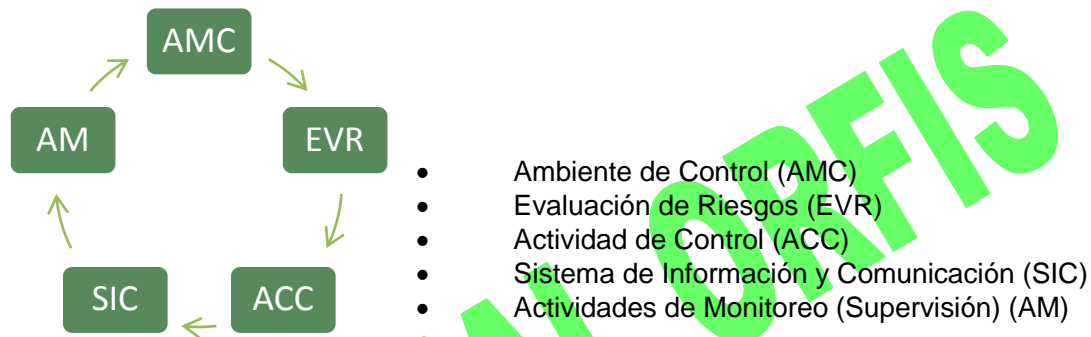 AMC
AM
EVR
SIC
ACC
• Ambiente de Control (AMC)
• Evaluación de Riesgos (EVR)
• Actividad de Control (ACC)
• Sistema de Información y Comunicación (SIC)
• Actividades de Monitoreo (Supervisión) (AM)
ORFIS